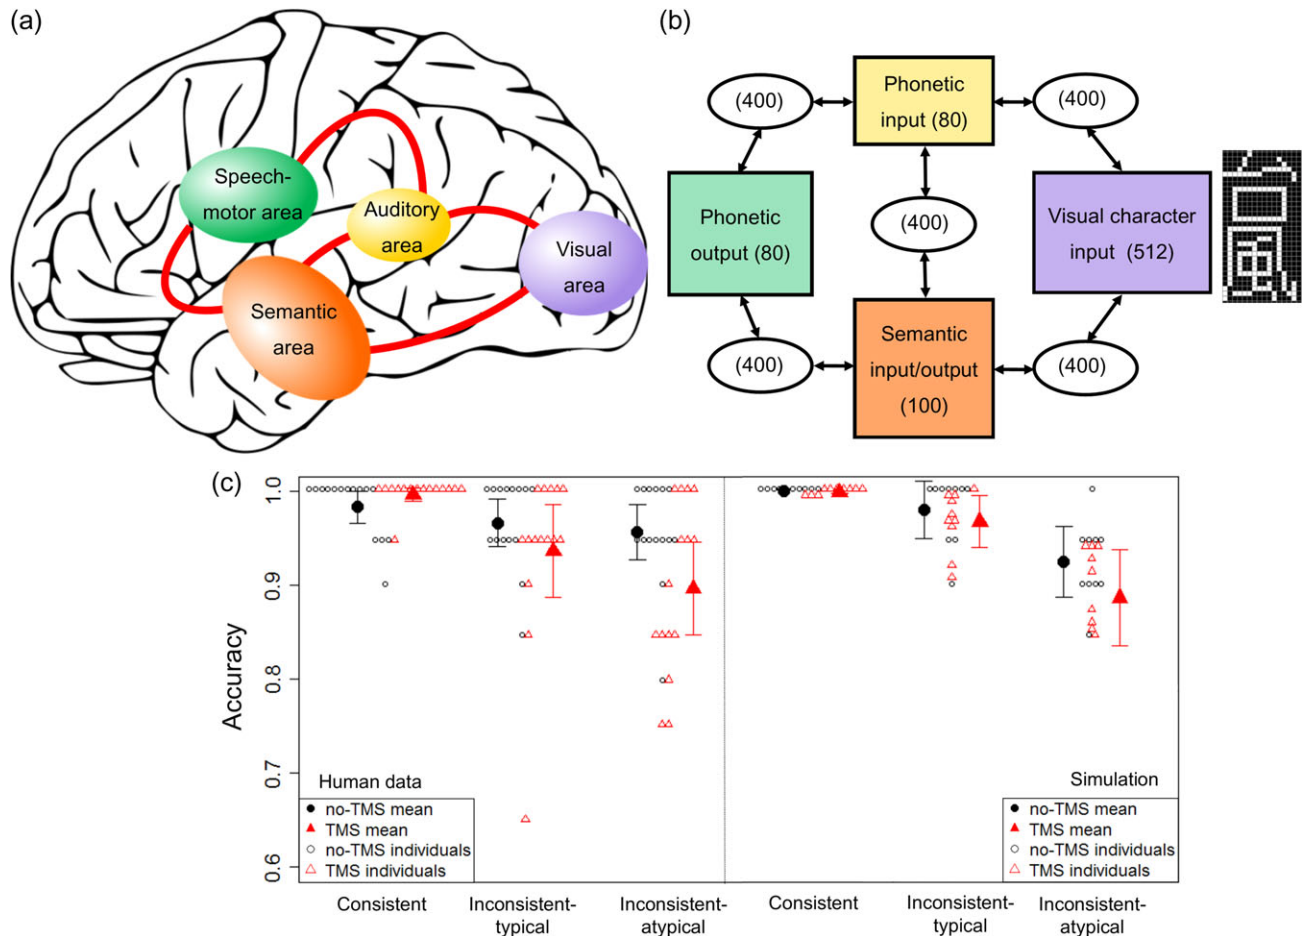 (a)
Speech-
motor area
Auditory
area
Visual
area
Semantic
area
(b)
(400)
Phonetic
input (80)
(400)
Phonetic
output (80)
(400)
Visual character
input (512)
(400)
Semantic
input/output
(100)
(400)
(c)
Accuracy
1.0
0.9
0.8
0.7
0.6
Human data
no-TMS mean
TMS mean
no-TMS individuals
TMS individuals
Simulation
no-TMS mean
TMS mean
no-TMS individuals
TMS individuals
Consistent
Inconsistent-
typical
Inconsistent-
atypical
Consistent
Inconsistent-
typical
Inconsistent-
atypical